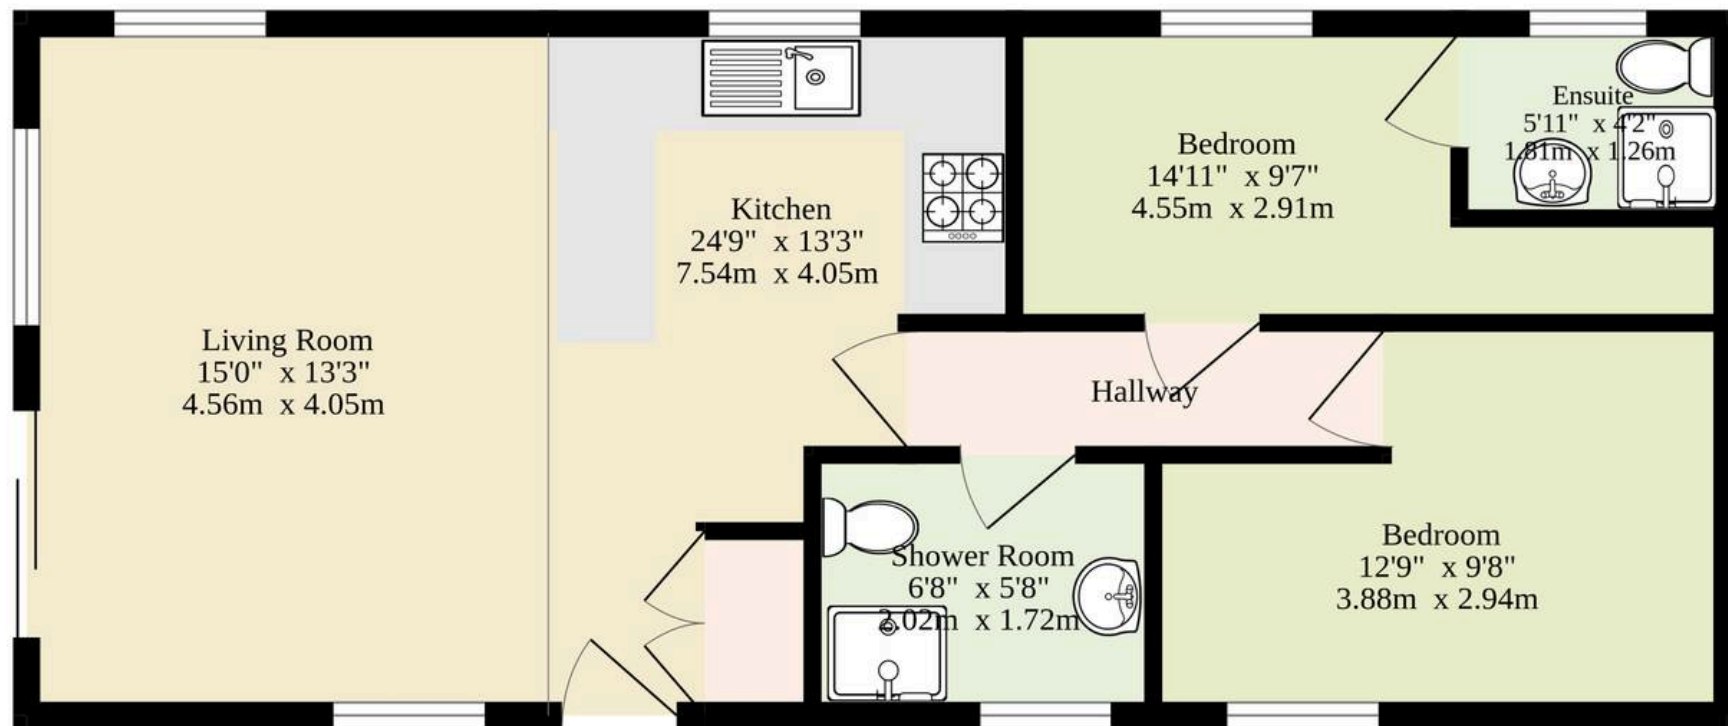 Living Room
15'0" x 13'3"
4.56m x 4.05m
Kitchen
24'9" x 13'3"
7.54m x 4.05m
Bedroom
14'11" x 9'7"
4.55m x 2.91m
Ensuite
5'11" x 4'2"
1.81m x 1.26m
Hallway
Shower Room
6'8" x 5'8"
2.02m x 1.72m
Bedroom
12'9" x 9'8"
3.88m x 2.94m